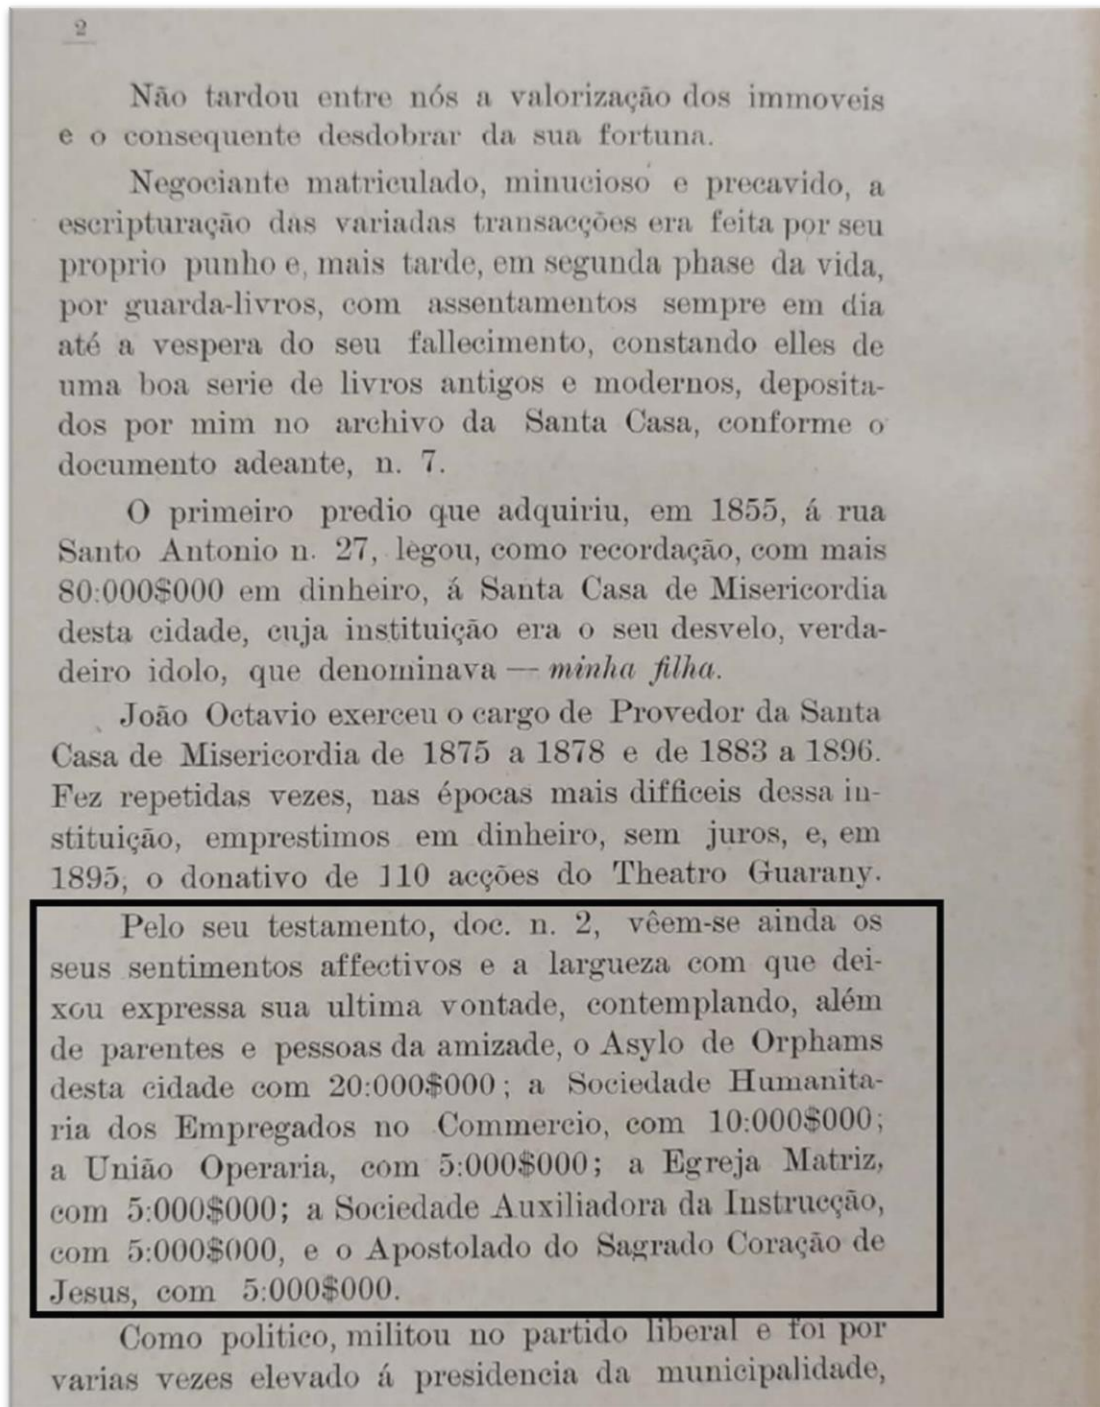 2
Não tardou entre nós a valorização dos immoveis
e o consequente desdobrar da sua fortuna.
Negociante matriculado, minucioso e precavido, a
escripturação das variadas transacções era feita por seu
proprio punho e, mais tarde, em segunda phase da vida,
por guarda-livros, com assentamentos sempre em dia
até a vespera do seu fallecimento, constando elles de
uma boa serie de livros antigos e modernos, deposita-
dos por mim no archivo da Santa Casa, conforme o
documento adeante, n. 7.
O primeiro predio que adquiriu, em 1855, á rua
Santo Antonio n. 27, legou, como recordação, com mais
80:000$000 em dinheiro, á Santa Casa de Misericordia
desta cidade, cuja instituição era o seu desvelo, verda-
deiro idolo, que denominava — minha filha.
João Octavio exerceu o cargo de Provedor da Santa
Casa de Misericordia de 1875 a 1878 e de 1883 a 1896.
Fez repetidas vezes, nas épocas mais difficeis dessa in-
stituição, emprestimos em dinheiro, sem juros, e, em
1895, o donativo de 110 acções do Theatro Guarany.
Pelo seu testamento, doc. n. 2, vêem-se ainda os
seus sentimentos affectivos e a largueza com que dei-
xou expressa sua ultima vontade, contemplando, além
de parentes e pessoas da amizade, o Asylo de Orphams
desta cidade com 20:000$000; a Sociedade Humanita-
ria dos Empregados no Commercio, com 10:000$000;
a União Operaria, com 5:000$000; a Egreja Matriz,
com 5:000$000; a Sociedade Auxiliadora da Instrucção,
com 5:000$000, e o Apostolado do Sagrado Coração de
Jesus, com 5:000$000.
Como politico, militou no partido liberal e foi por
varias vezes elevado á presidencia da municipalidade,